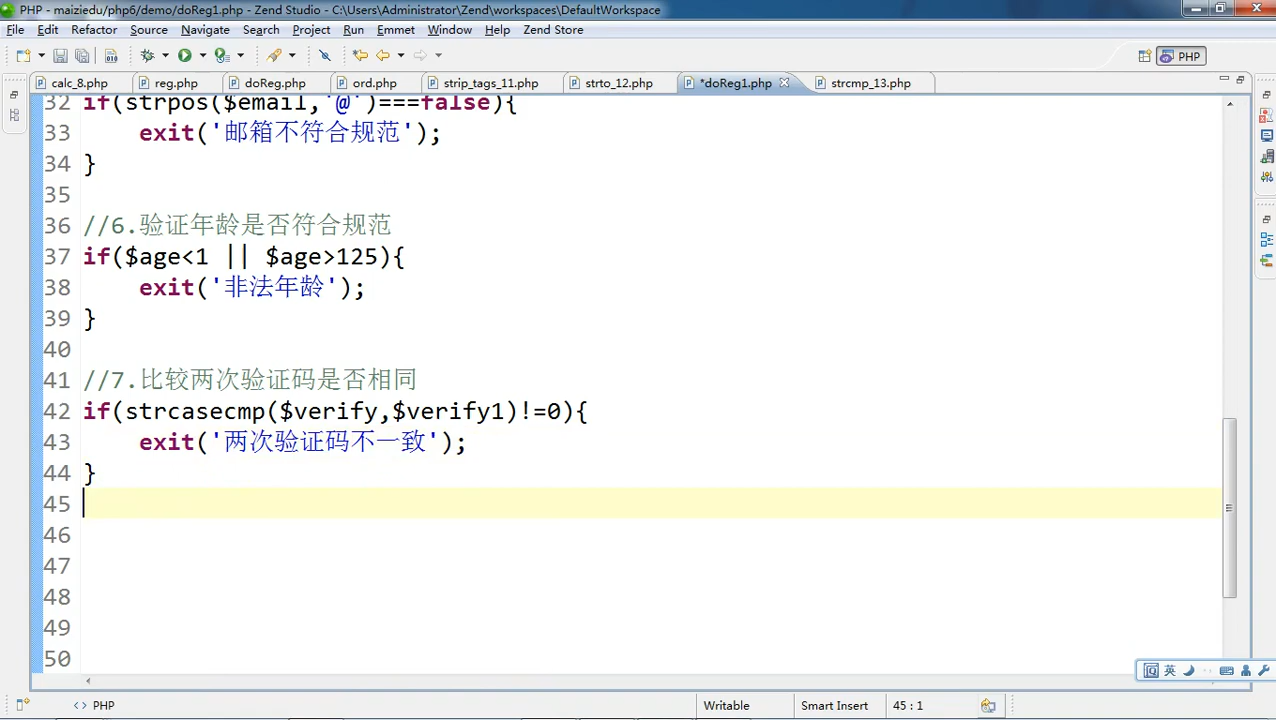 PHP - maiziedu/php6/demo/doReg1.php - Zend Studio - C:\Users\Administrator\Zend\workspaces\DefaultWorkspace
File Edit Refactor Source Navigate Search Project Run Emmet Window Help Zend Store
PHP
calc_8.php reg.php doReg.php ord.php strip_tags_11.php strto_12.php *doReg1.php strcmp_13.php
32 if(strpos($email,'@')===false){
33 exit('邮箱不符合规范');
34 }
35
36 //6.验证年龄是否符合规范
37 if($age<1 || $age>125){
38 exit('非法年龄');
39 }
40
41 //7.比较两次验证码是否相同
42 if(strcasecmp($verify,$verify1)!=0){
43 exit('两次验证码不一致');
44 }
45
46
47
48
49
50
英
<> PHP Writable Smart Insert 45 : 1